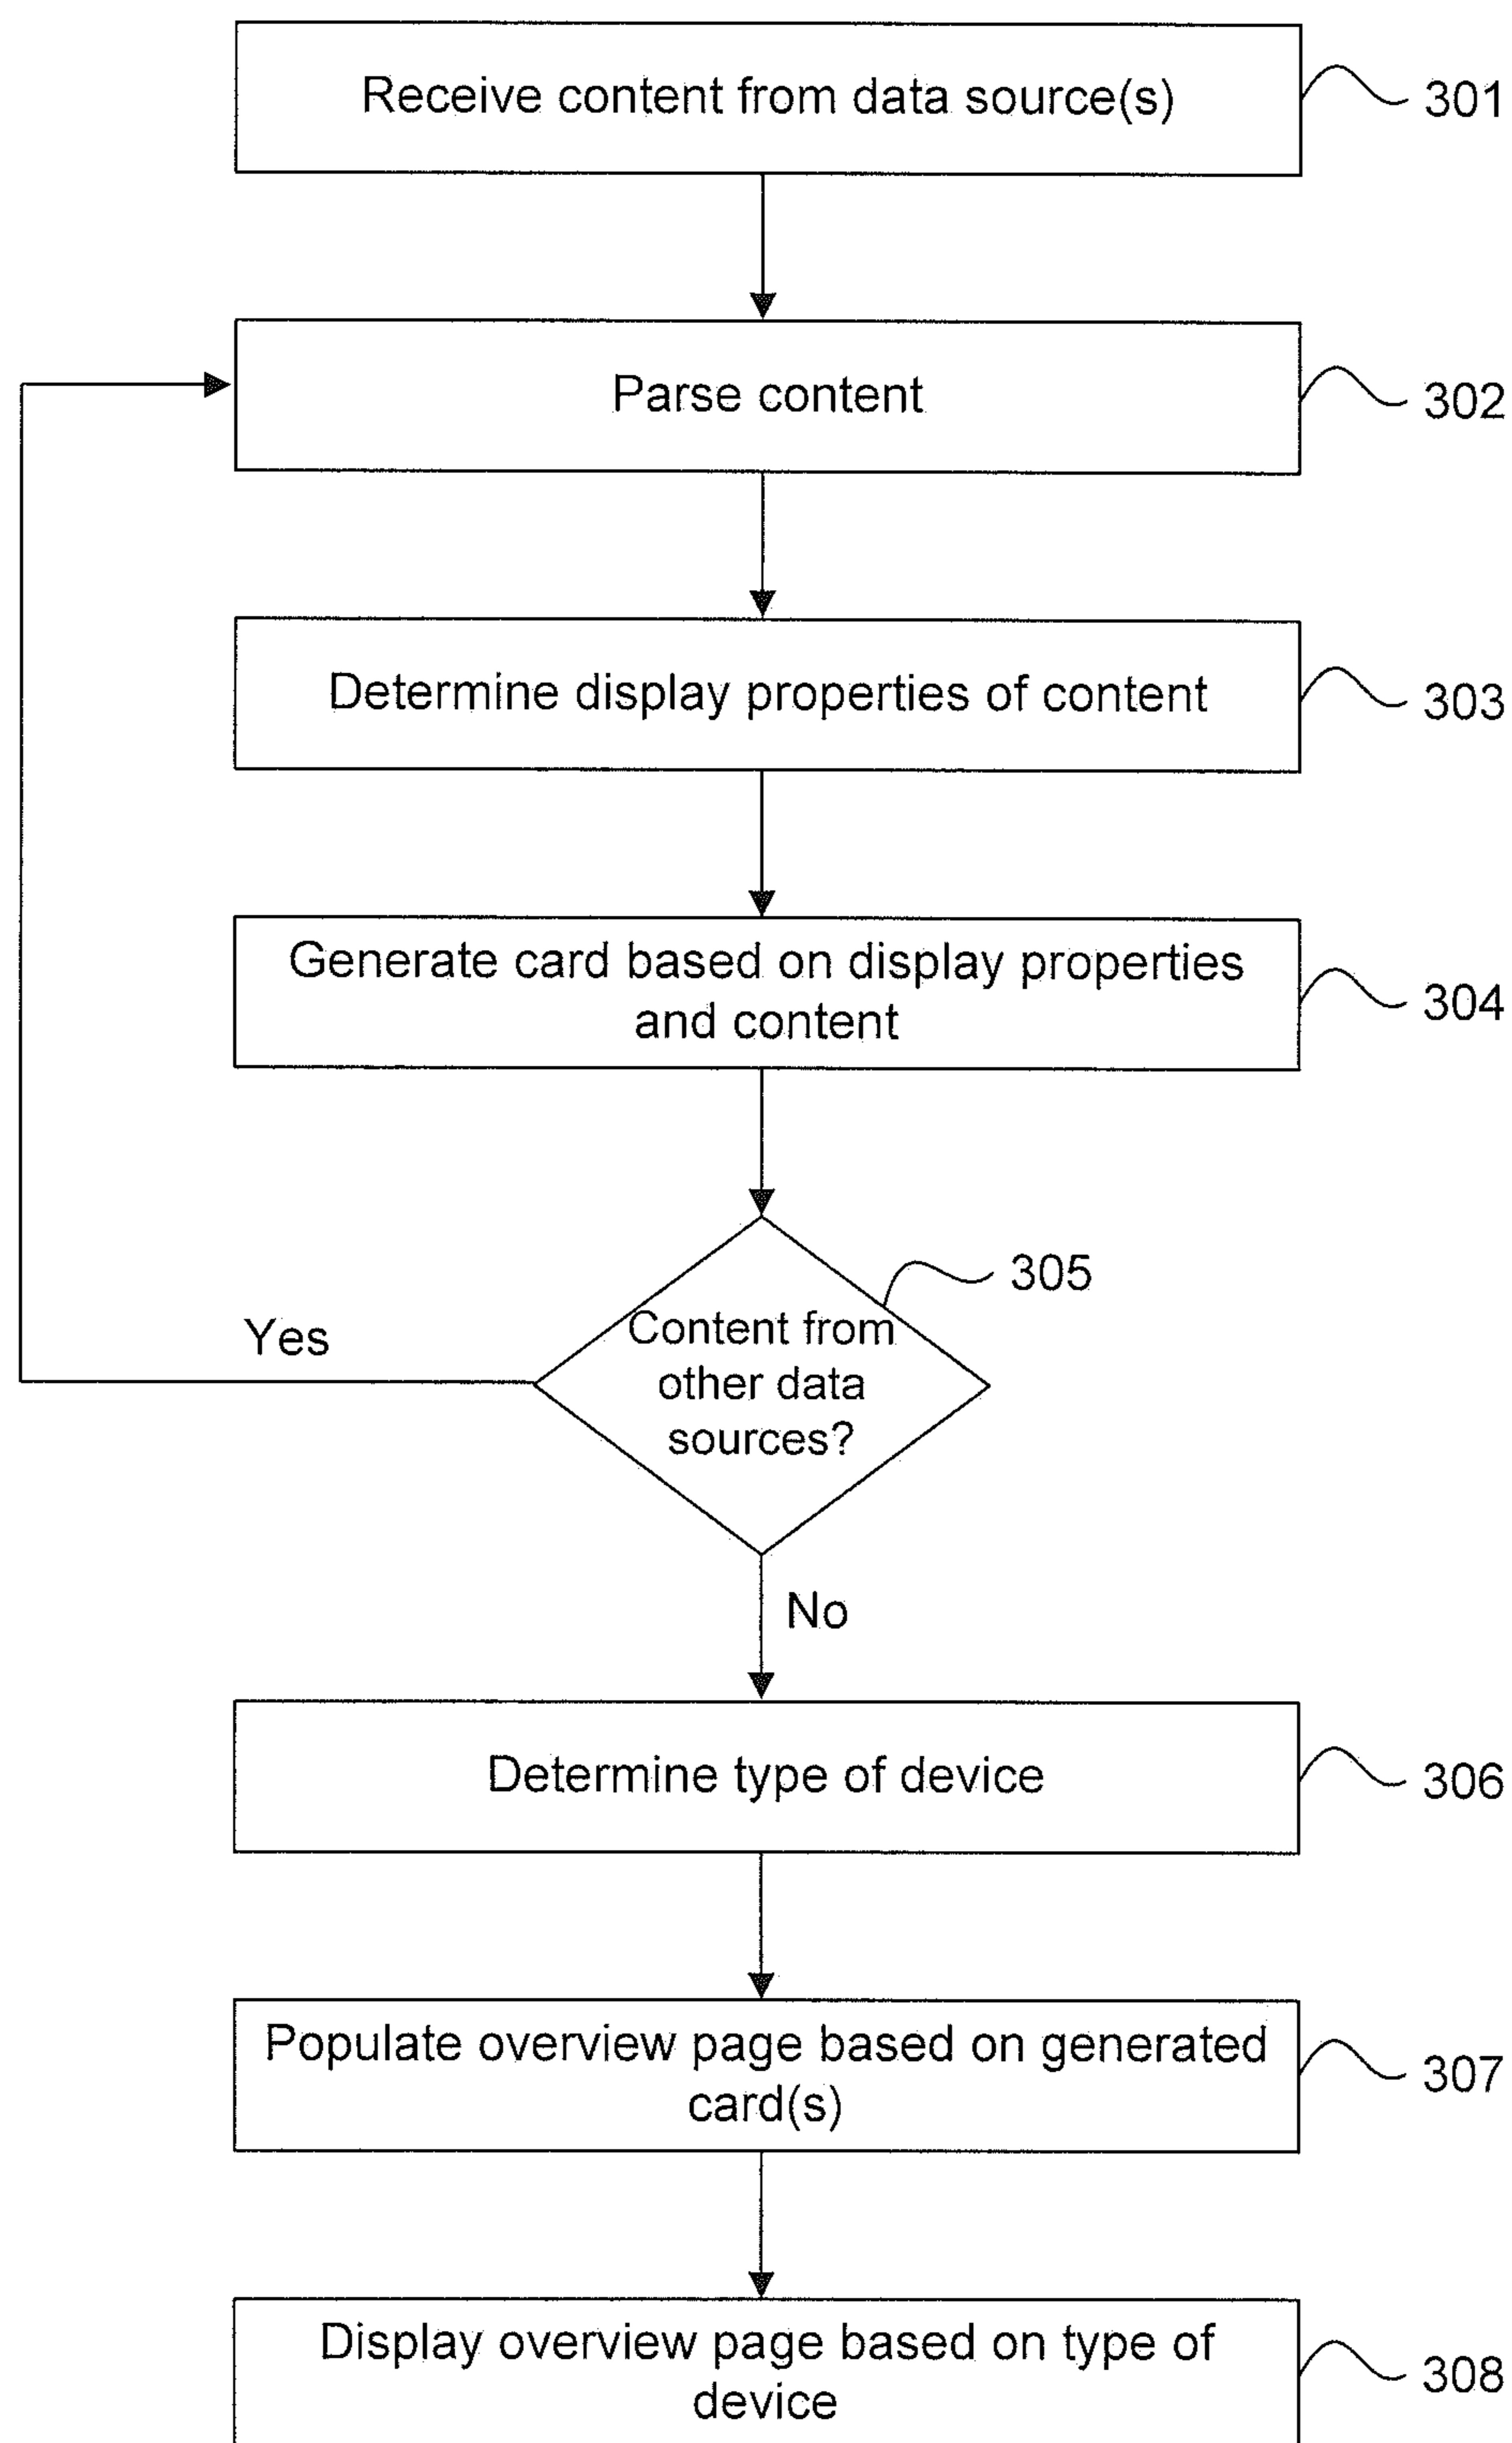 Receive content from data source(s)
301
Parse content
302
Determine display properties of content
303
Generate card based on display properties
and content
304
305
Content from
other data
sources?
Yes
No
Determine type of device
306
Populate overview page based on generated
card(s)
307
Display overview page based on type of
device
308